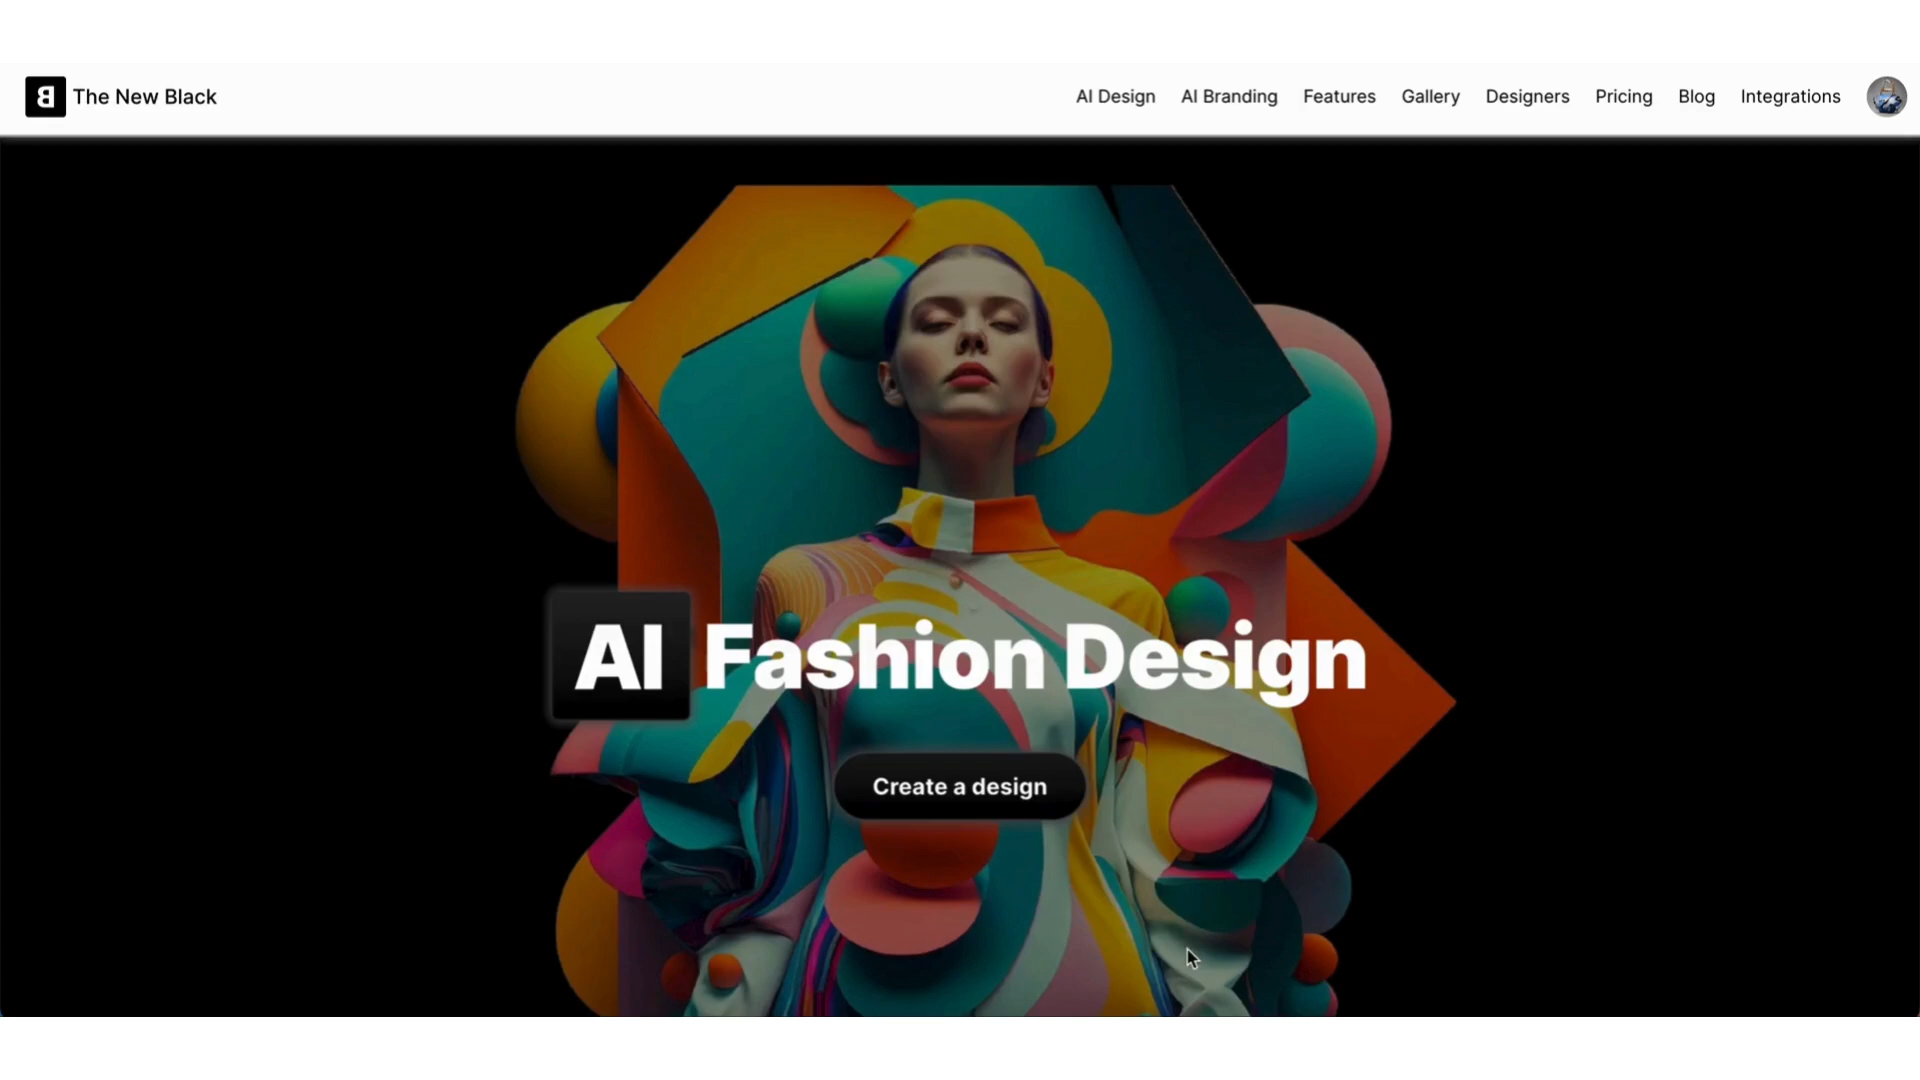 The New Black
AI Design AI Branding Features Gallery Designers Pricing Blog Integrations
AI Fashion Design
Create a design